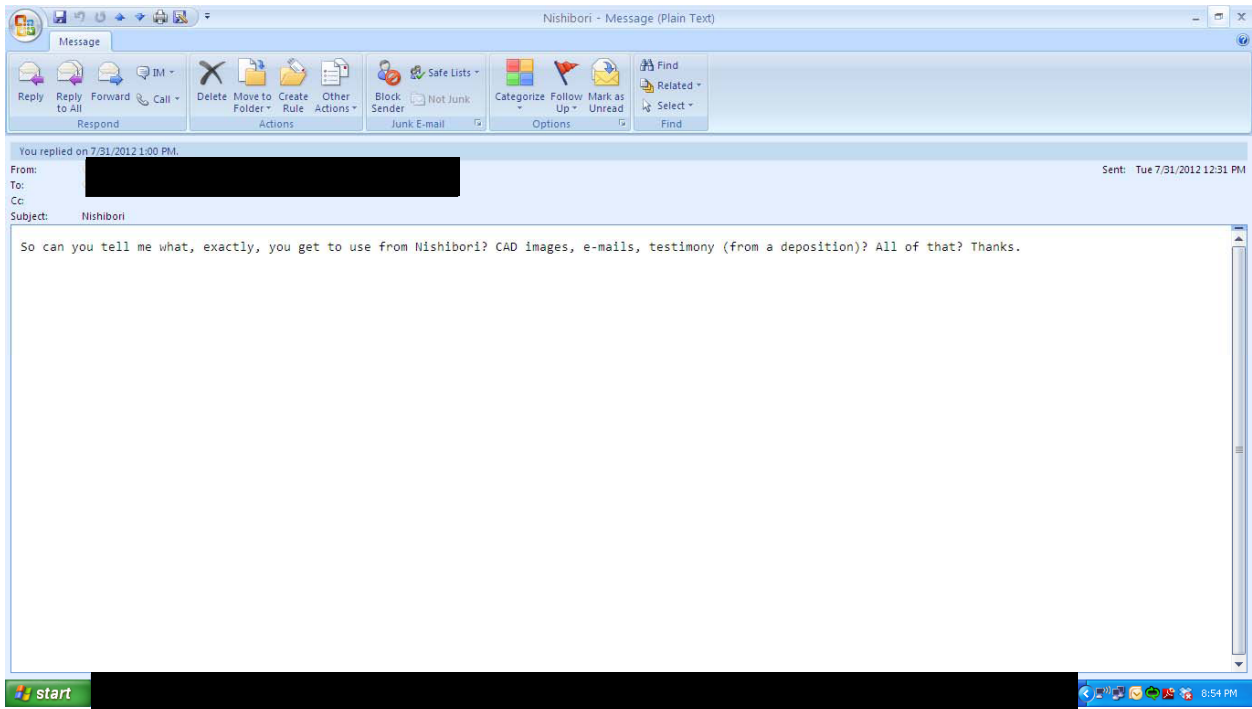 Nishibori - Message (Plain Text)
Message
Reply
Reply to All
Forward
IM
Call
Respond
Delete
Move to Folder
Create Rule
Other Actions
Actions
Block Sender
Safe Lists
Not Junk
Junk E-mail
Categorize
Follow Up
Mark as Unread
Options
Find
Related
Select
Find
You replied on 7/31/2012 1:00 PM.
From:
Sent: Tue 7/31/2012 12:31 PM
To:
Cc:
Subject: Nishibori
So can you tell me what, exactly, you get to use from Nishibori? CAD images, e-mails, testimony (from a deposition)? All of that? Thanks.
start
8:54 PM